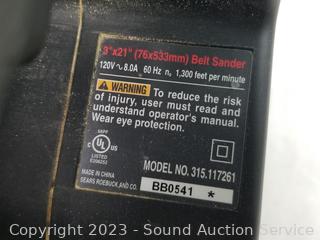 3"x21" (76x533mm) Belt Sander
120V ~ 8.0A 60 Hz n₀ 1,300 feet per minute
WARNING To reduce the risk
of injury, user must read and
understand operator's manual.
Wear eye protection.
UL
LISTED
MODEL NO. 315.117261
MADE IN CHINA
SEARS ROEBUCK, AND CO.
BB0541 *
Copyright © 2023 - Sound Auction Service